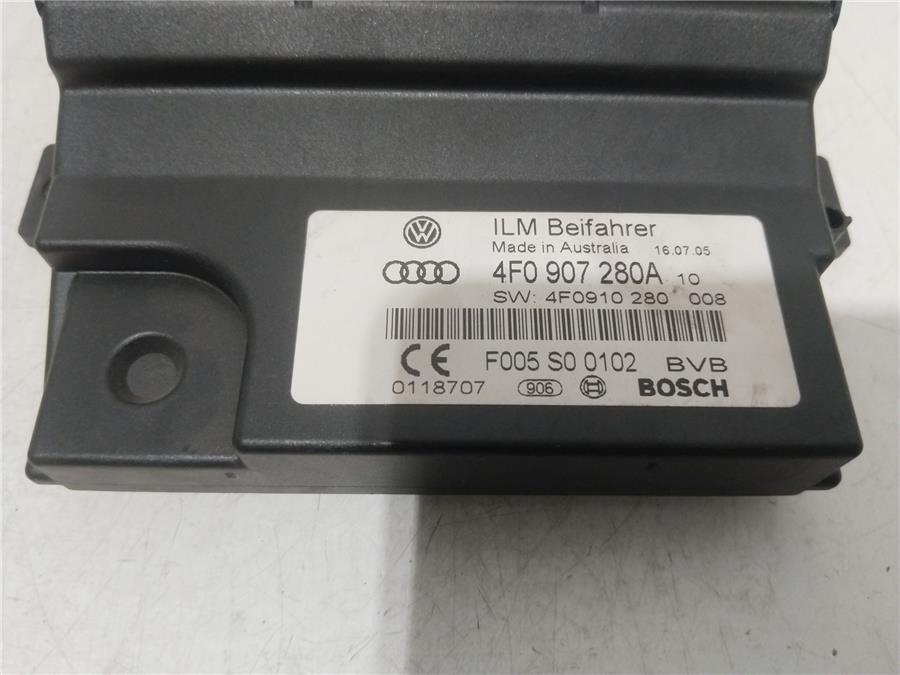 ILM Beifahrer
Made in Australia 16.07.05
4F0 907 280A 10
SW: 4F0910 280 008
CE F005 S0 0102 BVB
0118707 906 BOSCH